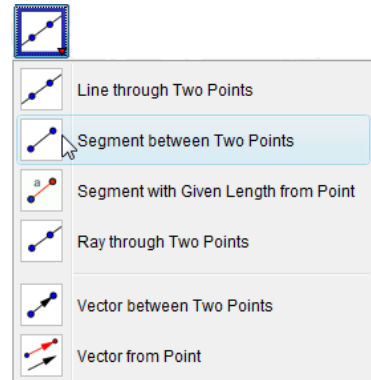 Line through Two Points
Segment between Two Points
a
Segment with Given Length from Point
Ray through Two Points
Vector between Two Points
Vector from Point